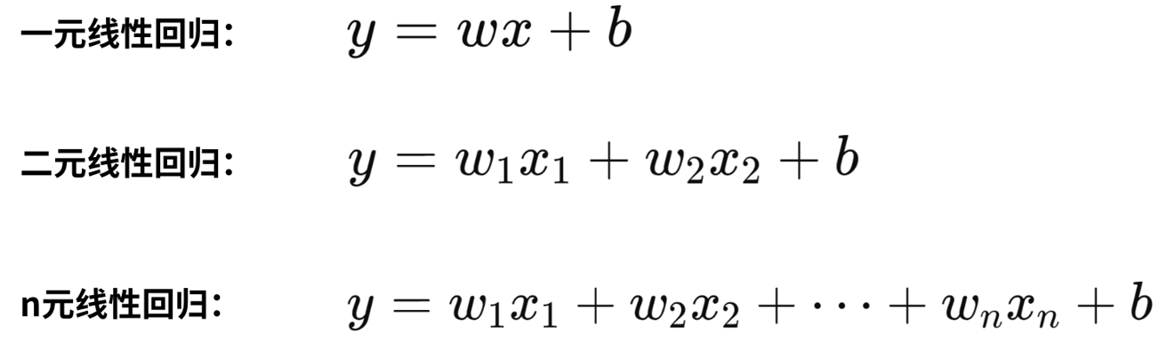 一元线性回归： y = wx + b
二元线性回归： y = w₁x₁ + w₂x₂ + b
n元线性回归： y = w₁x₁ + w₂x₂ + ⋯ + wₙxₙ + b